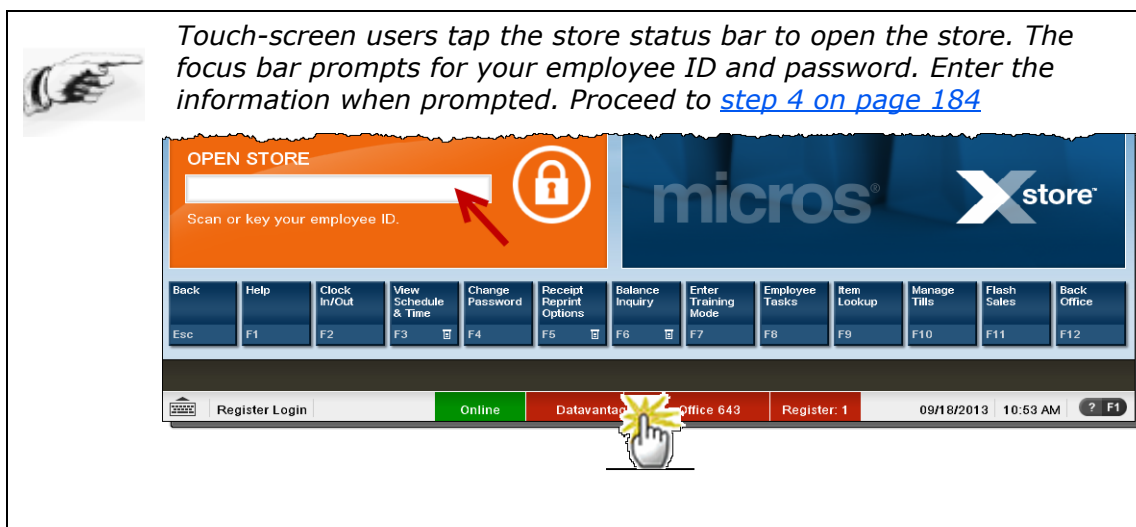 Touch-screen users tap the store status bar to open the store. The
focus bar prompts for your employee ID and password. Enter the
information when prompted. Proceed to step 4 on page 184
OPEN STORE
Scan or key your employee ID.
micros®
Xstore™
Back Help Clock In/Out View Schedule & Time Change Password Receipt Reprint Options Balance Inquiry Enter Training Mode Employee Tasks Item Lookup Manage Tills Flash Sales Back Office
Esc F1 F2 F3 F4 F5 F6 F7 F8 F9 F10 F11 F12
Register Login Online Office 643 Register: 1 09/18/2013 10:53 AM ? F1